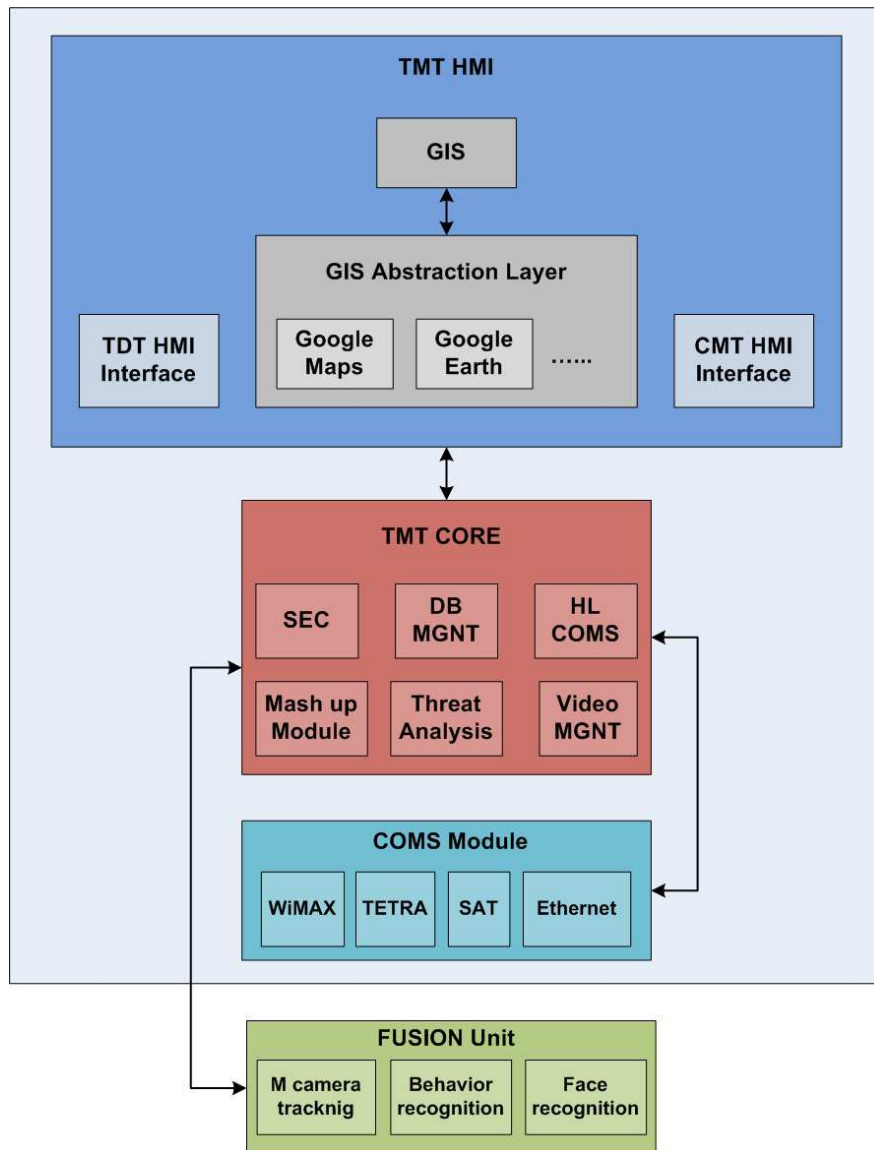 TMT HMI
GIS
GIS Abstraction Layer
TDT HMI
Interface
Google
Maps
Google
Earth
......
CMT HMI
Interface
TMT CORE
SEC
DB
MGNT
HL
COMS
Mash up
Module
Threat
Analysis
Video
MGNT
COMS Module
WiMAX
TETRA
SAT
Ethernet
FUSION Unit
M camera
tracknig
Behavior
recognition
Face
recognition